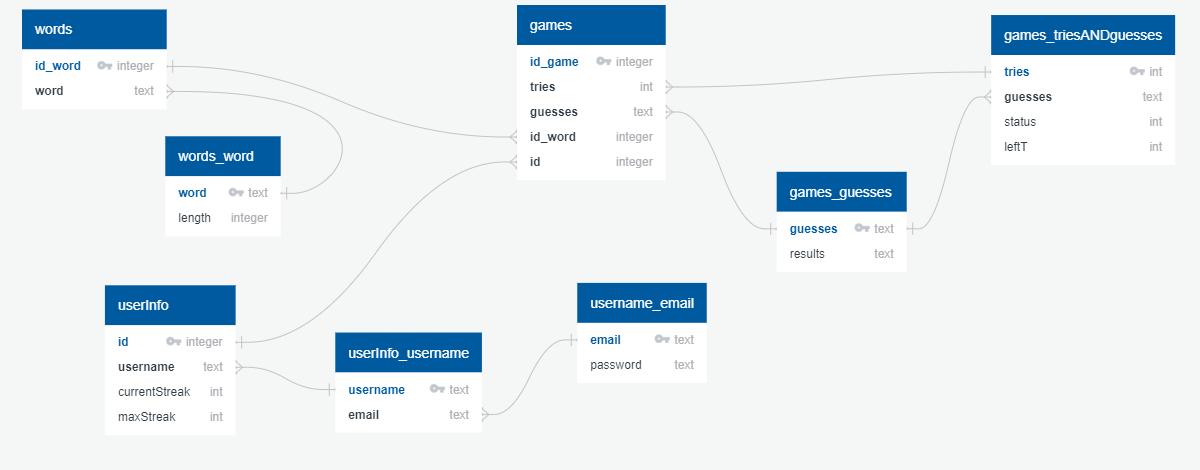 words
id_word integer
word text
words_word
word text
length integer
userInfo
id integer
username text
currentStreak int
maxStreak int
userInfo_username
username text
email text
username_email
email text
password text
games
id_game integer
tries int
guesses text
id_word integer
id integer
games_guesses
guesses text
results text
games_triesANDguesses
tries int
guesses text
status int
leftT int